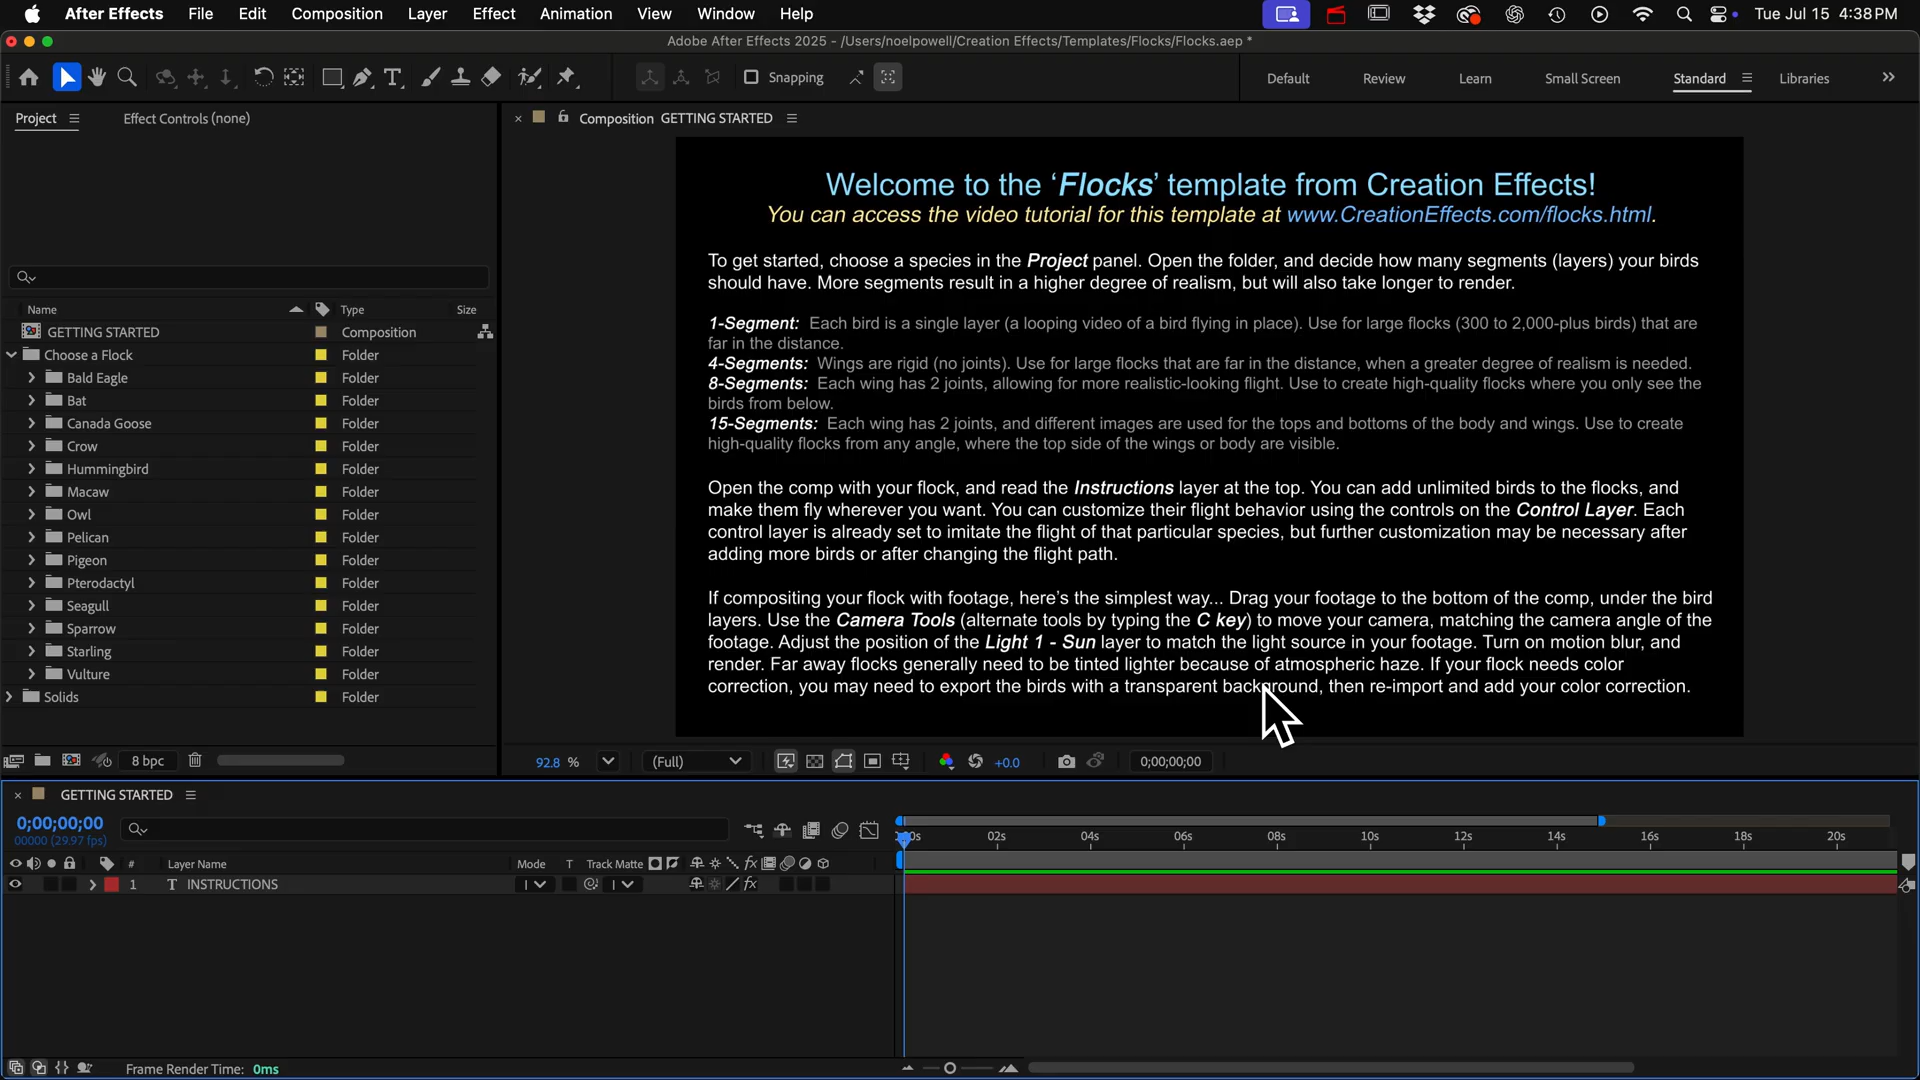 After Effects File Edit Composition Layer Effect Animation View Window Help Tue Jul 15 4:38 PM
Adobe After Effects 2025 - /Users/noelpowell/Creation Effects/Templates/Flocks/Flocks.aep *
Snapping Default Review Learn Small Screen Standard Libraries
Project Effect Controls (none)
Composition GETTING STARTED
Name Type Size
GETTING STARTED Composition
Choose a Flock Folder
Bald Eagle Folder
Bat Folder
Canada Goose Folder
Crow Folder
Hummingbird Folder
Macaw Folder
Owl Folder
Pelican Folder
Pigeon Folder
Pterodactyl Folder
Seagull Folder
Sparrow Folder
Starling Folder
Vulture Folder
Solids Folder
8 bpc
Welcome to the ‘Flocks’ template from Creation Effects!
You can access the video tutorial for this template at www.CreationEffects.com/flocks.html.
To get started, choose a species in the Project panel. Open the folder, and decide how many segments (layers) your birds
should have. More segments result in a higher degree of realism, but will also take longer to render.
1-Segment: Each bird is a single layer (a looping video of a bird flying in place). Use for large flocks (300 to 2,000-plus birds) that are
far in the distance.
4-Segments: Wings are rigid (no joints). Use for large flocks that are far in the distance, when a greater degree of realism is needed.
8-Segments: Each wing has 2 joints, allowing for more realistic-looking flight. Use to create high-quality flocks where you only see the
birds from below.
15-Segments: Each wing has 2 joints, and different images are used for the tops and bottoms of the body and wings. Use to create
high-quality flocks from any angle, where the top side of the wings or body are visible.
Open the comp with your flock, and read the Instructions layer at the top. You can add unlimited birds to the flocks, and
make them fly wherever you want. You can customize their flight behavior using the controls on the Control Layer. Each
control layer is already set to imitate the flight of that particular species, but further customization may be necessary after
adding more birds or after changing the flight path.
If compositing your flock with footage, here's the simplest way... Drag your footage to the bottom of the comp, under the bird
layers. Use the Camera Tools (alternate tools by typing the C key) to move your camera, matching the camera angle of the
footage. Adjust the position of the Light 1 - Sun layer to match the light source in your footage. Turn on motion blur, and
render. Far away flocks generally need to be tinted lighter because of atmospheric haze. If your flock needs color
correction, you may need to export the birds with a transparent background, then re-import and add your color correction.
92.8 % (Full) +0.0 0;00;00;00
GETTING STARTED
0;00;00;00
00000 (29.97 fps)
02s 04s 06s 08s 10s 12s 14s 16s 18s 20s
# Layer Name Mode T Track Matte fx
1 T INSTRUCTIONS fx
Frame Render Time: 0ms